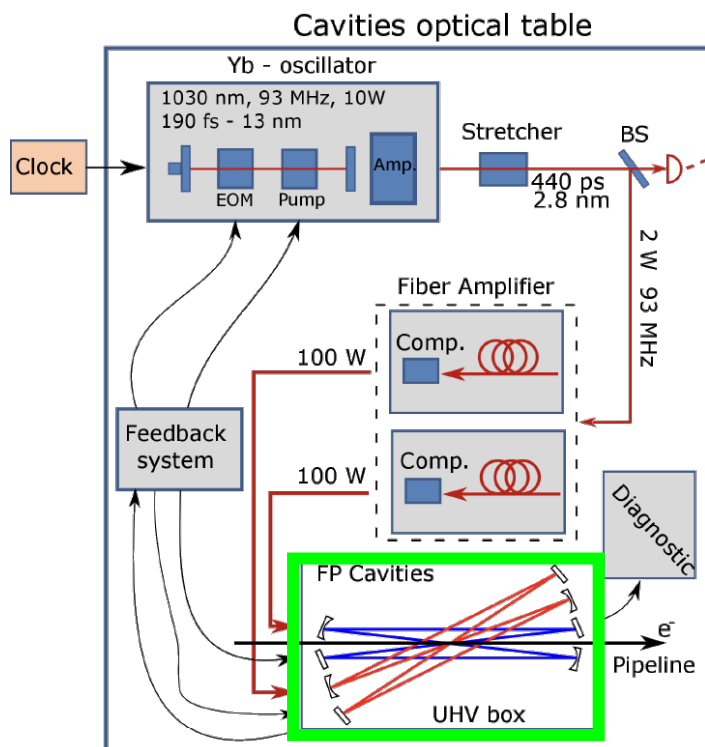 Cavities optical table
Yb - oscillator
1030 nm, 93 MHz, 10W
190 fs - 13 nm
Amp.
EOM
Pump
Clock
Stretcher
BS
440 ps
2.8 nm
2 W 93 MHz
Fiber Amplifier
Comp.
100 W
Comp.
100 W
Feedback
system
Diagnostic
FP Cavities
e-
Pipeline
UHV box